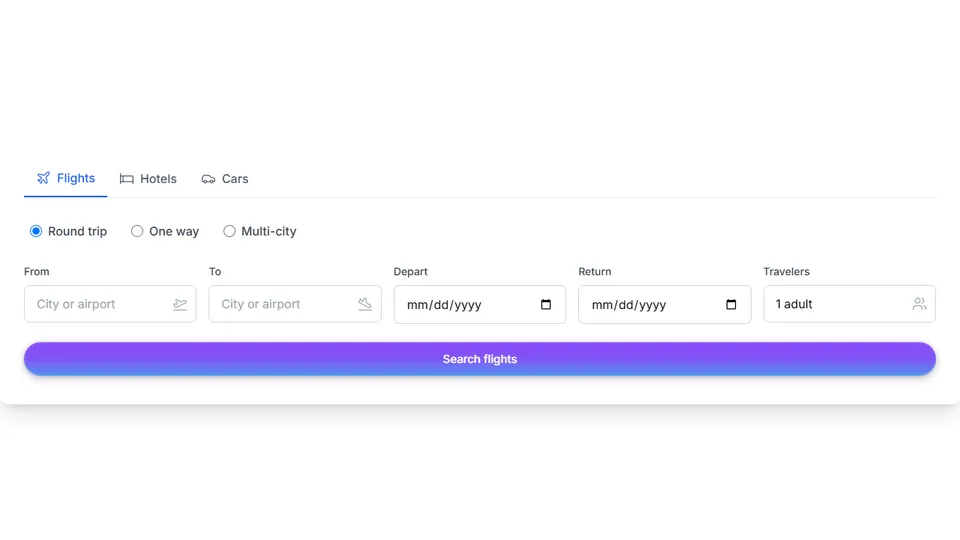 Flights Hotels Cars
Round trip One way Multi-city
From To Depart Return Travelers
City or airport City or airport mm/dd/yyyy mm/dd/yyyy 1 adult
Search flights